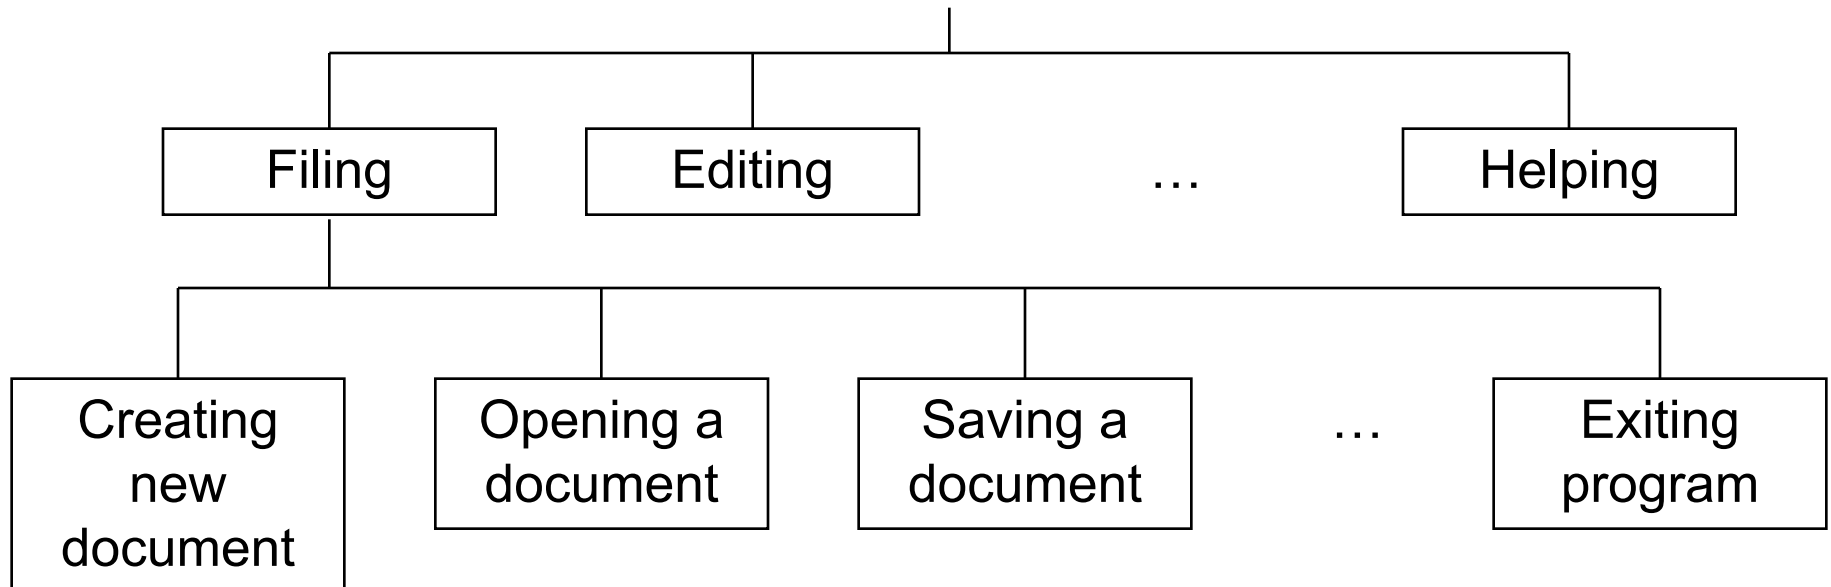 Filing
Editing
…
Helping
Creating
new
document
Opening a
document
Saving a
document
…
Exiting
program